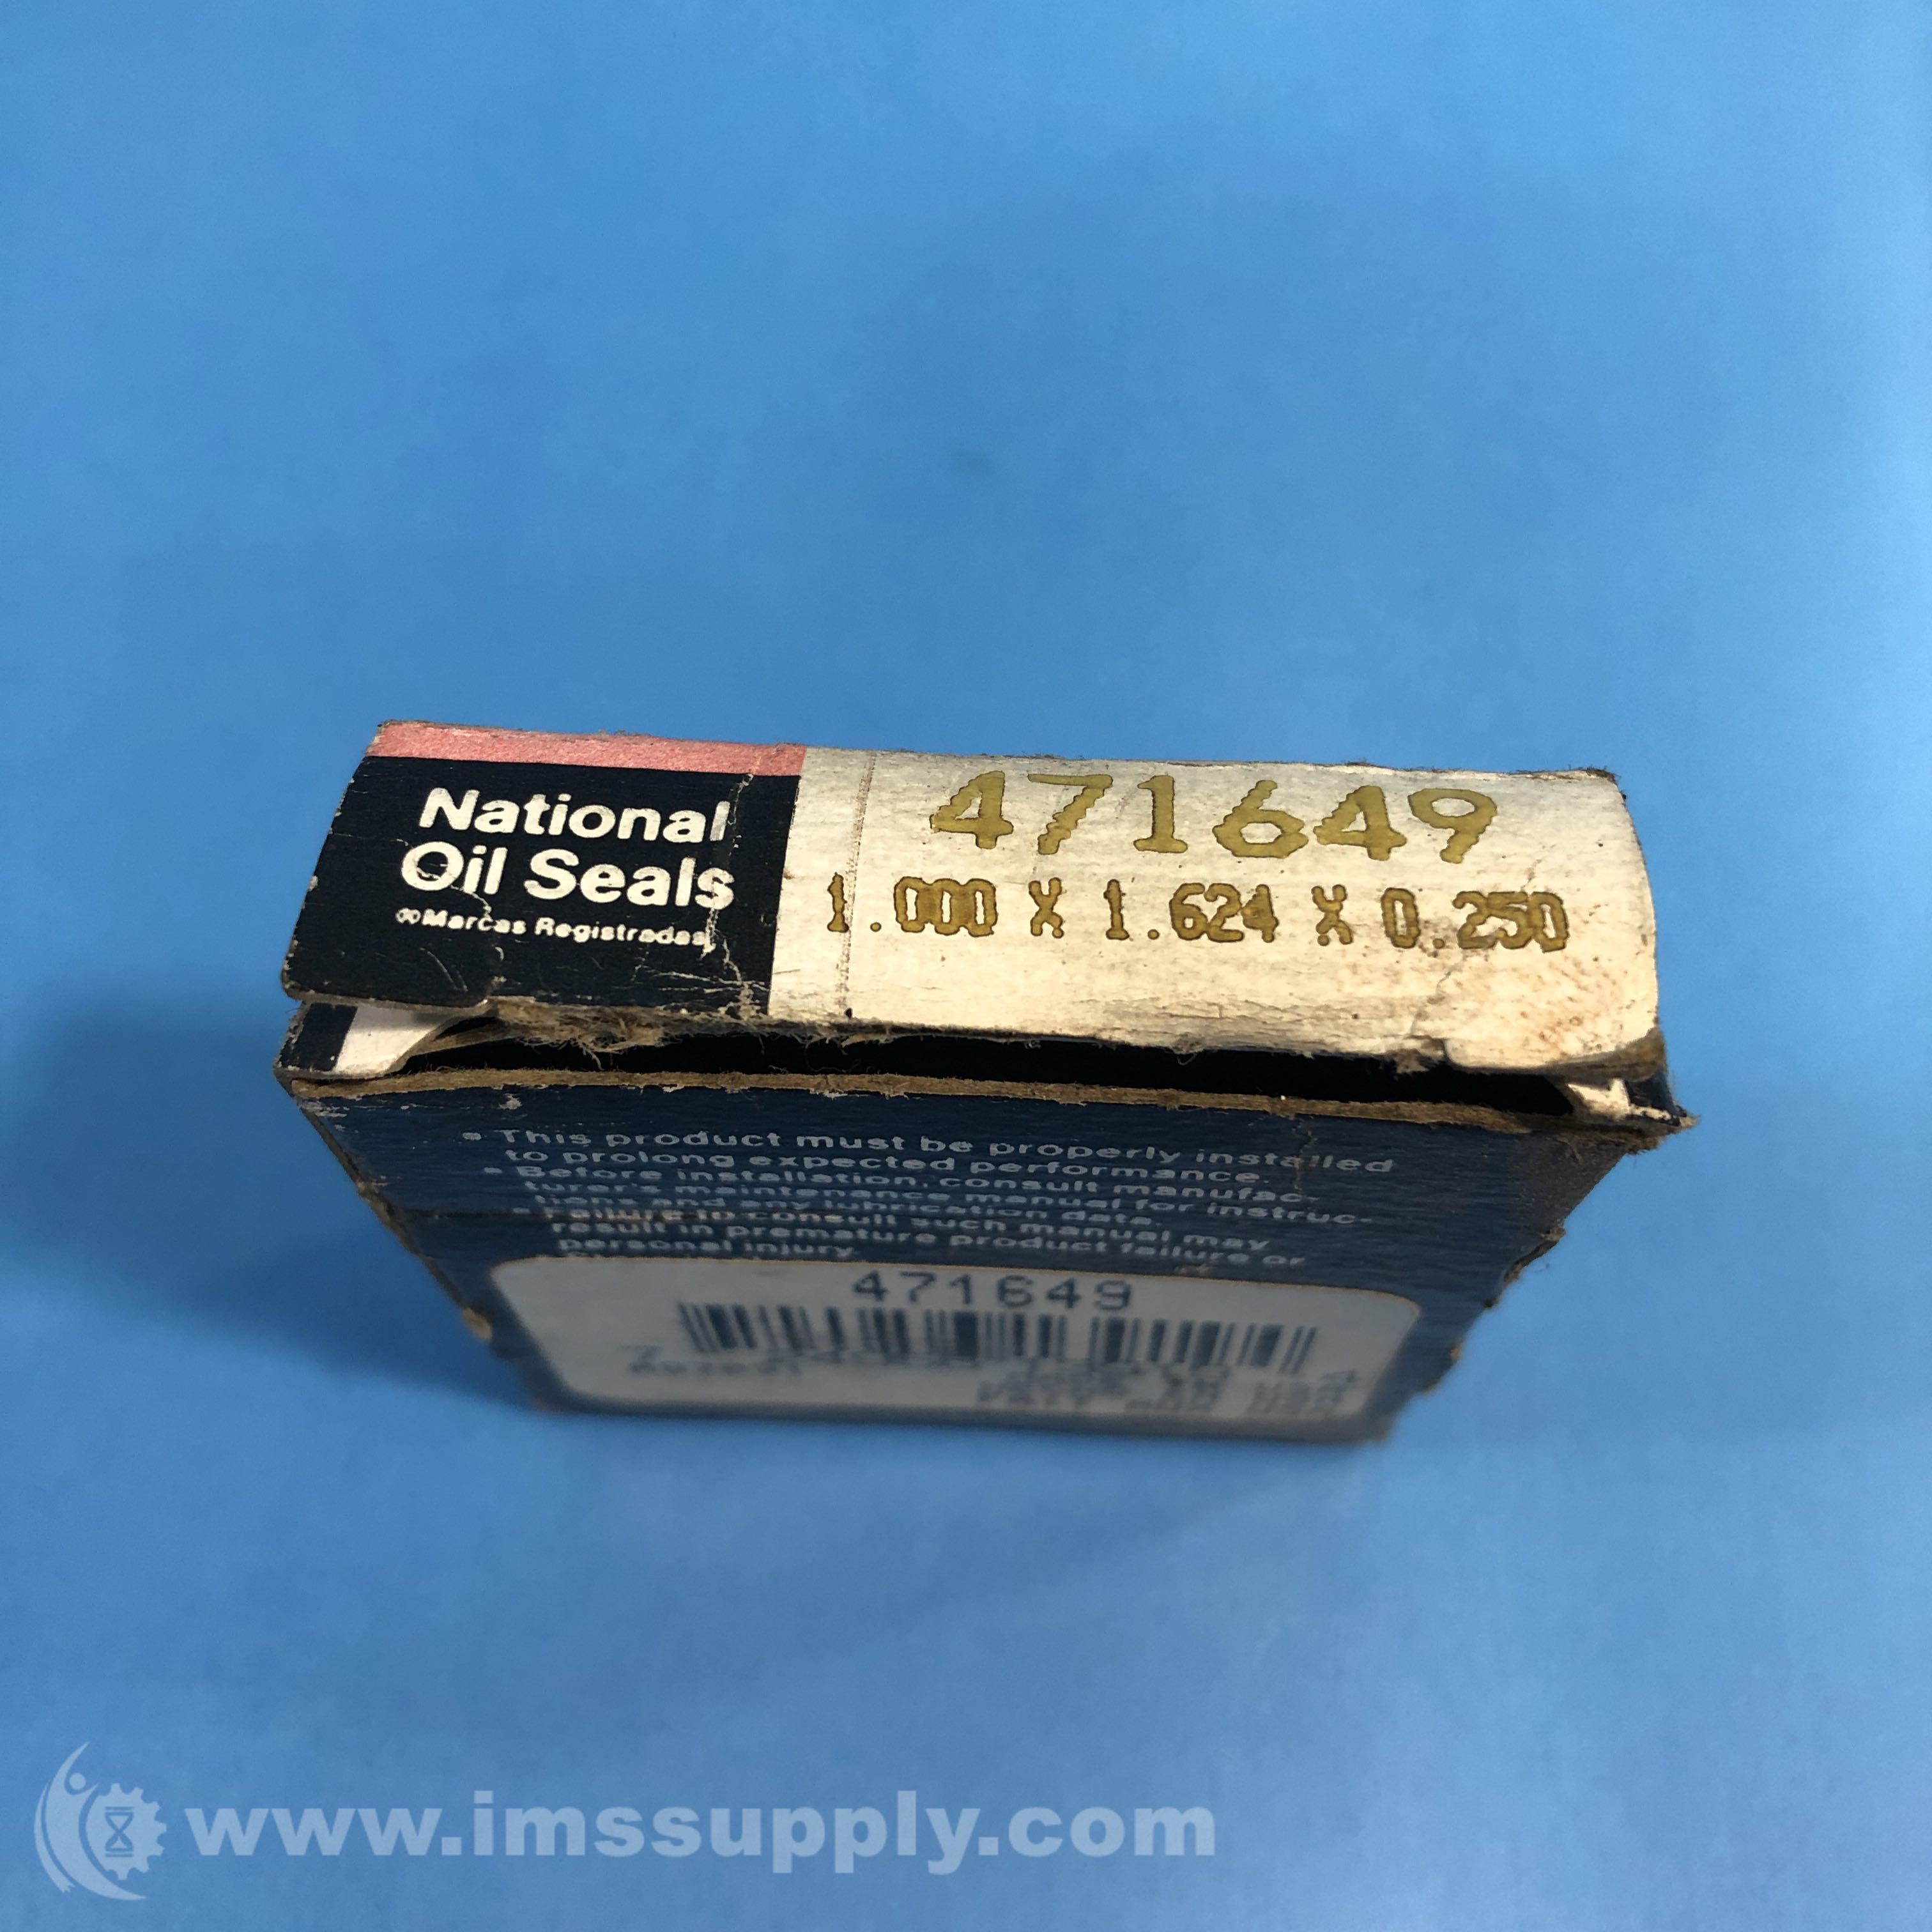 National
Oil Seals
Marcas Registradas
471649
1.000 X 1.624 X 0.250
• This product must be properly installed
to prolong expected performance.
• Before installation, consult manufac-
turer's maintenance manual for instruc-
tions and any lubrication data.
• Failure to consult such manual may
result in premature product failure or
personal injury.
471649
www.imssupply.com